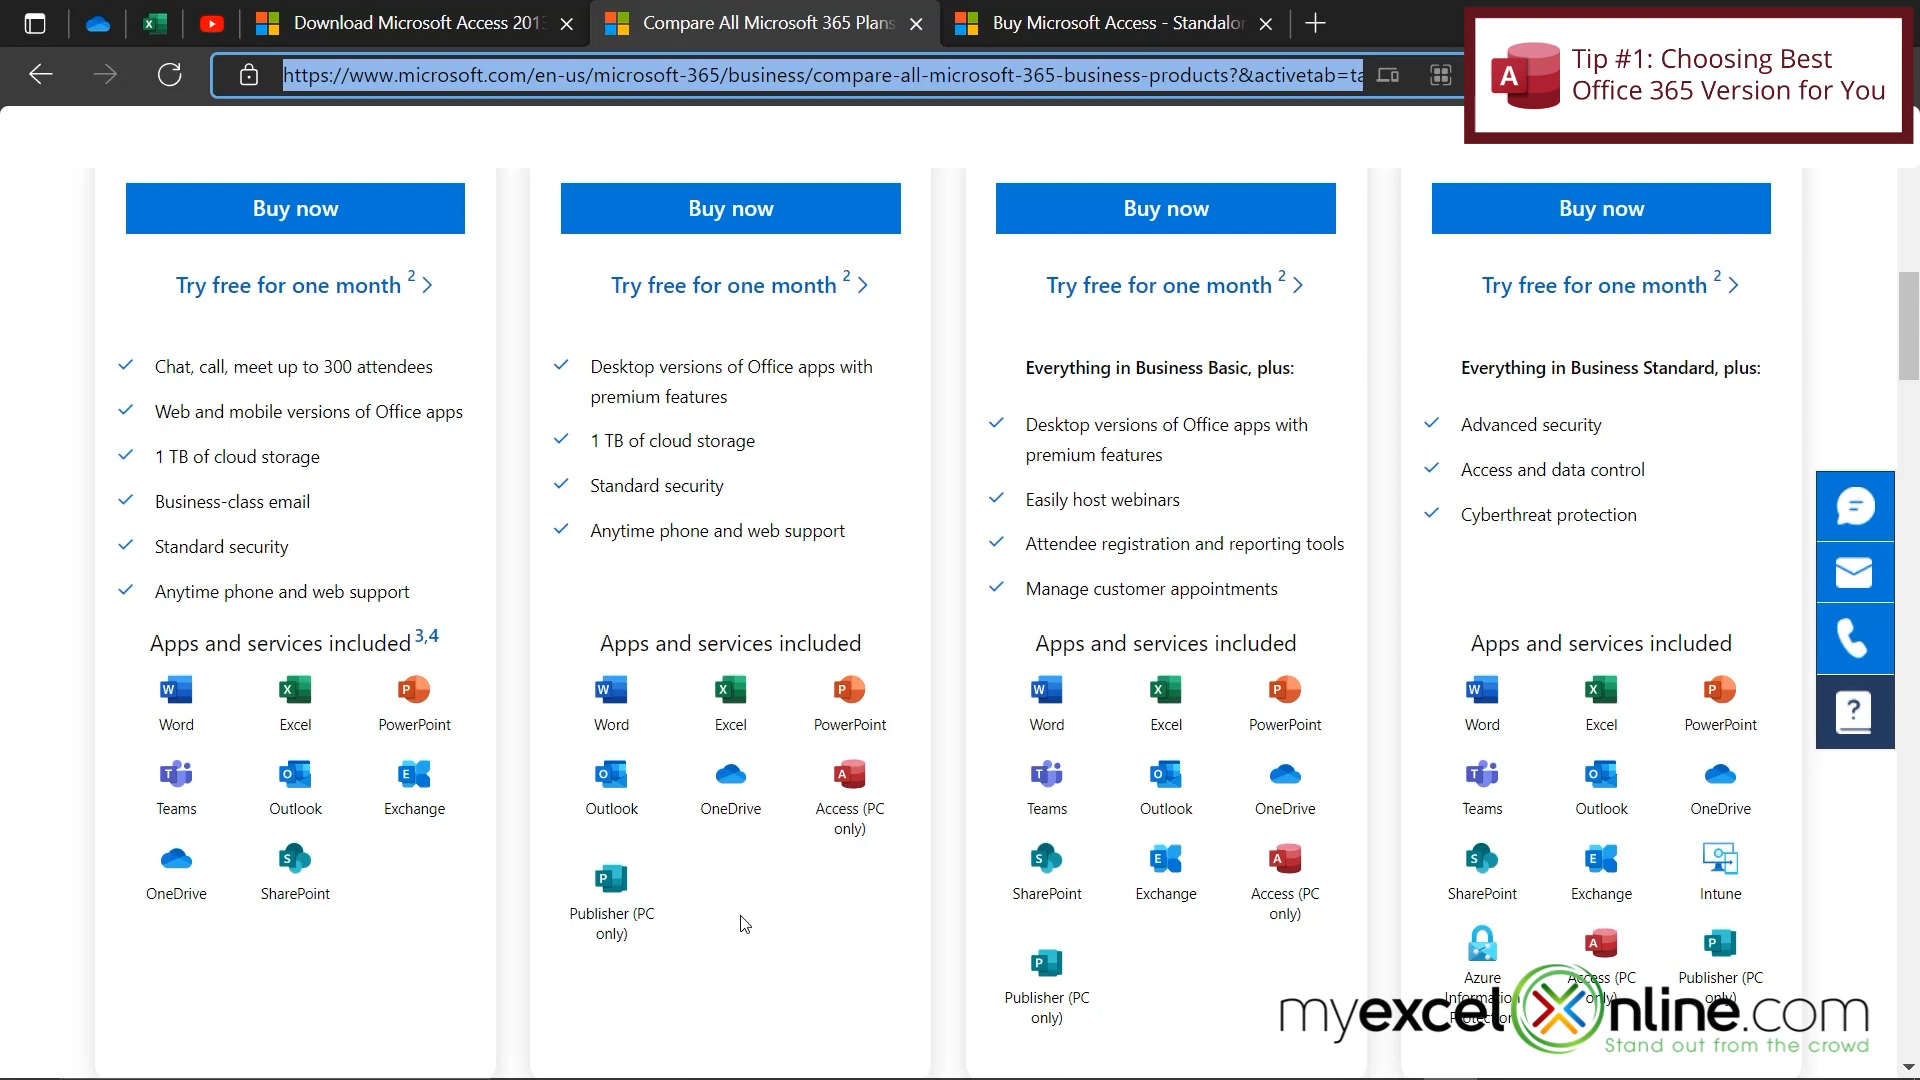 Download Microsoft Access 2013
Compare All Microsoft 365 Plans
Buy Microsoft Access - Standalo
https://www.microsoft.com/en-us/microsoft-365/business/compare-all-microsoft-365-business-products?&activetab=ta
A
Tip #1: Choosing Best
Office 365 Version for You
Buy now
Try free for one month 2
Chat, call, meet up to 300 attendees
Web and mobile versions of Office apps
1 TB of cloud storage
Business-class email
Standard security
Anytime phone and web support
Apps and services included 3,4
Word
Excel
PowerPoint
Teams
Outlook
Exchange
OneDrive
SharePoint
Buy now
Try free for one month 2
Desktop versions of Office apps with
premium features
1 TB of cloud storage
Standard security
Anytime phone and web support
Apps and services included
Word
Excel
PowerPoint
Outlook
OneDrive
Access (PC
only)
Publisher (PC
only)
Buy now
Try free for one month 2
Everything in Business Basic, plus:
Desktop versions of Office apps with
premium features
Easily host webinars
Attendee registration and reporting tools
Manage customer appointments
Apps and services included
Word
Excel
PowerPoint
Teams
Outlook
OneDrive
SharePoint
Exchange
Access (PC
only)
Publisher (PC
only)
Buy now
Try free for one month 2
Everything in Business Standard, plus:
Advanced security
Access and data control
Cyberthreat protection
Apps and services included
Word
Excel
PowerPoint
Teams
Outlook
OneDrive
SharePoint
Exchange
Intune
Azure
Information
Protection
Access (PC
only)
Publisher (PC
only)
myexcelXnline.com
Stand out from the crowd